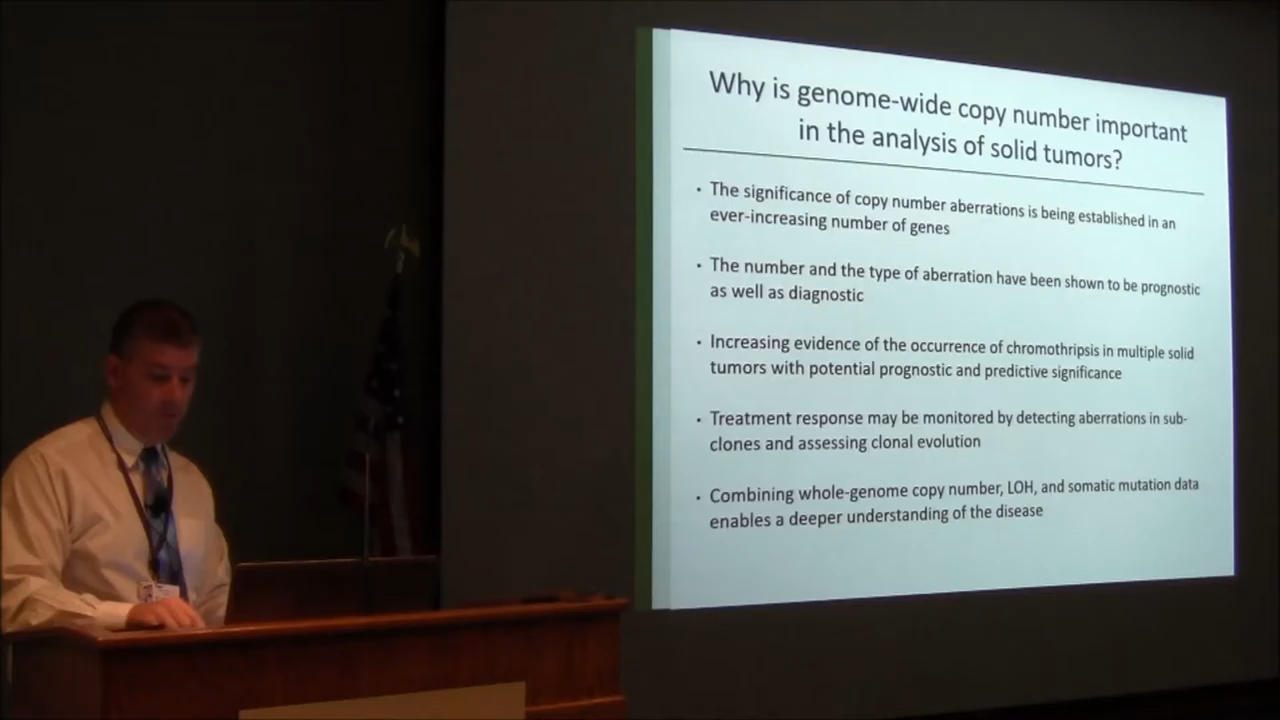 Why is genome-wide copy number important
in the analysis of solid tumors?
• The significance of copy number aberrations is being established in an
ever-increasing number of genes
• The number and the type of aberration have been shown to be prognostic
as well as diagnostic
• Increasing evidence of the occurrence of chromothripsis in multiple solid
tumors with potential prognostic and predictive significance
• Treatment response may be monitored by detecting aberrations in sub-
clones and assessing clonal evolution
• Combining whole-genome copy number, LOH, and somatic mutation data
enables a deeper understanding of the disease